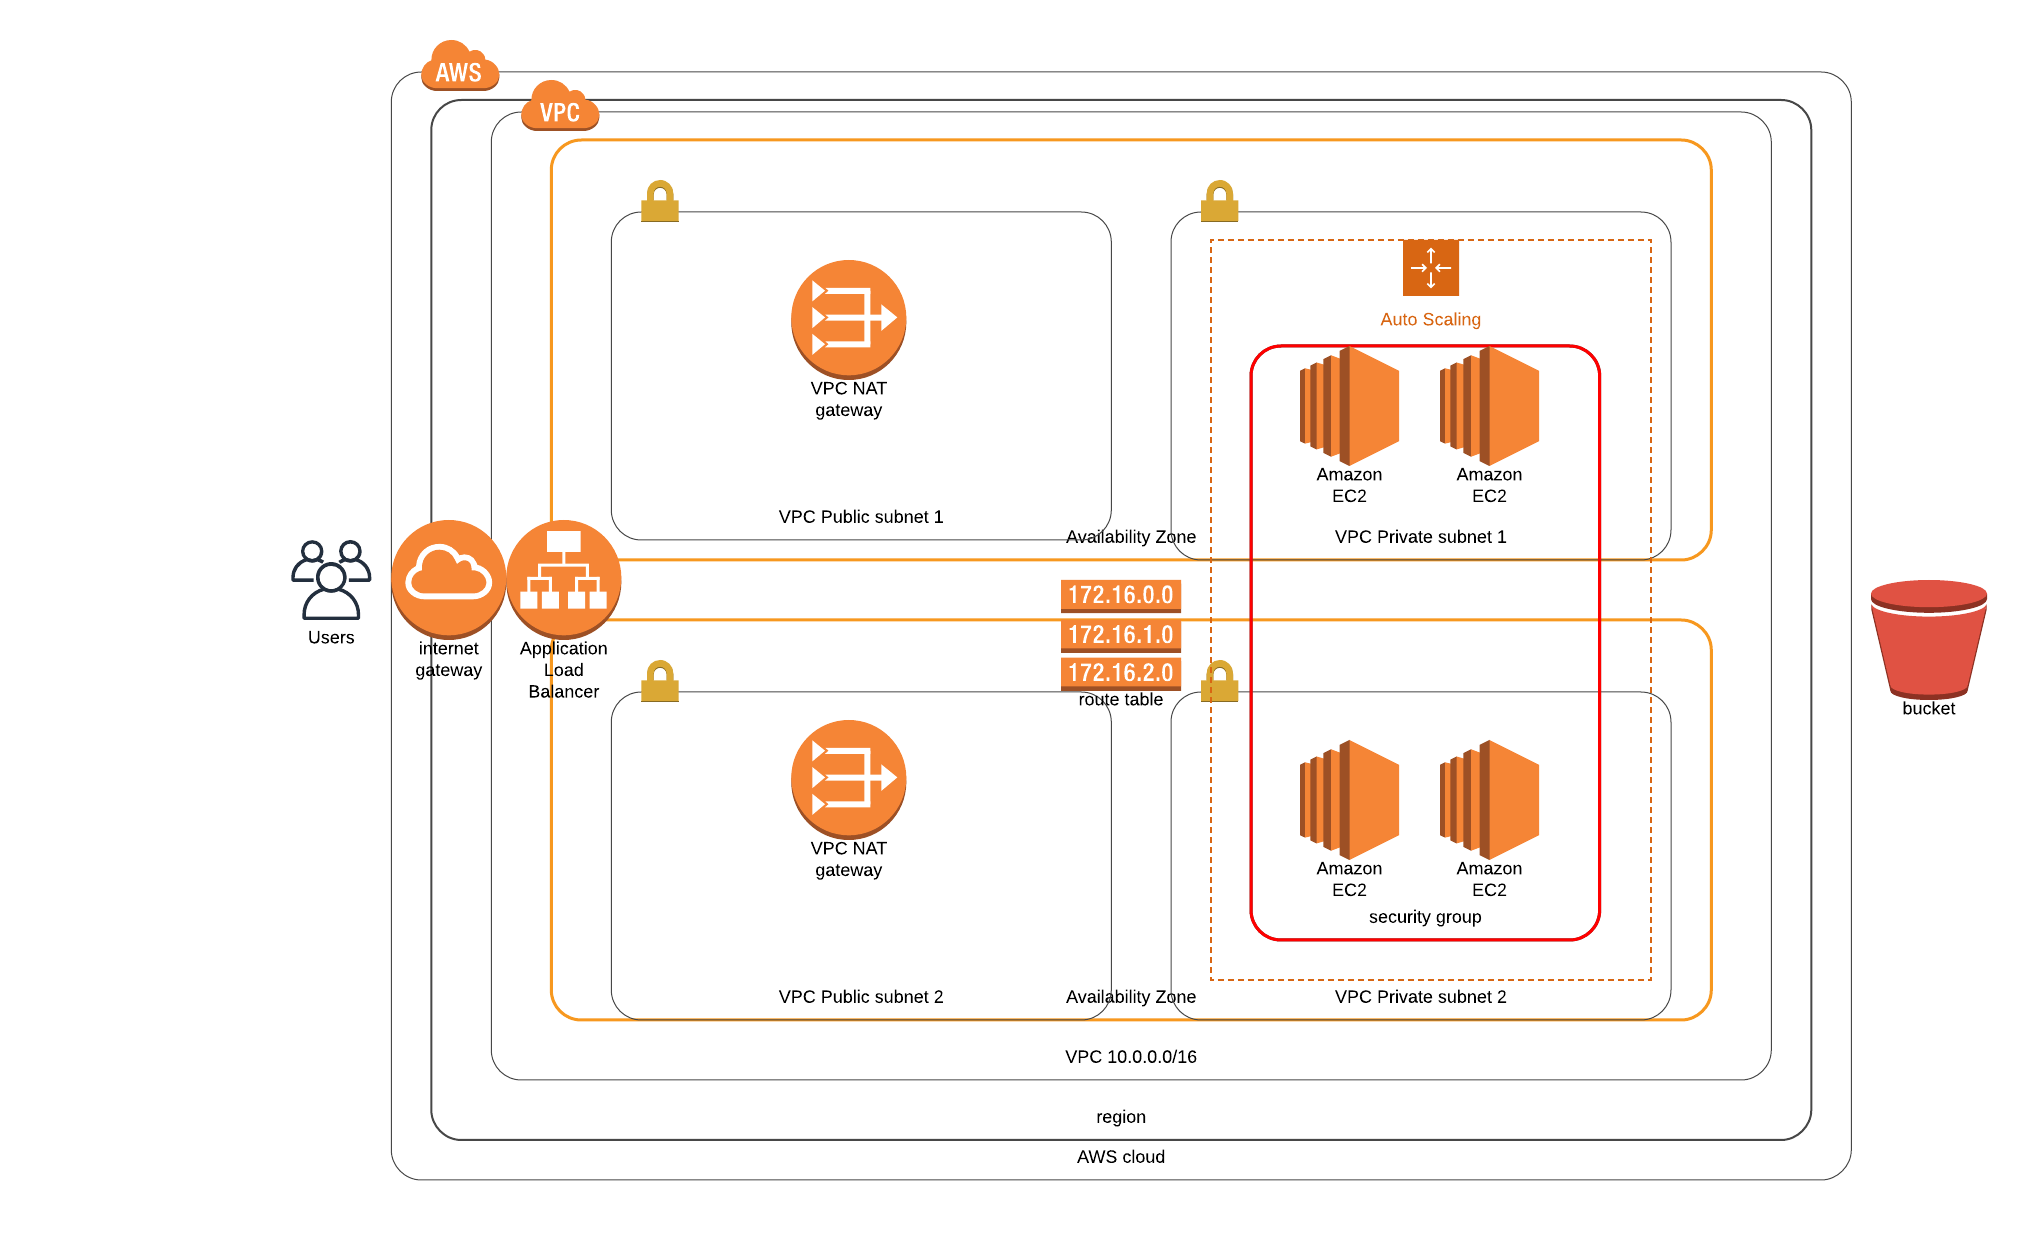 AWS
VPC
Auto Scaling
VPC NAT
gateway
Amazon
EC2
Amazon
EC2
VPC Public subnet 1
Availability Zone
VPC Private subnet 1
Users
internet
gateway
Application
Load
Balancer
172.16.0.0
172.16.1.0
172.16.2.0
route table
bucket
VPC NAT
gateway
Amazon
EC2
Amazon
EC2
security group
VPC Public subnet 2
Availability Zone
VPC Private subnet 2
VPC 10.0.0.0/16
region
AWS cloud